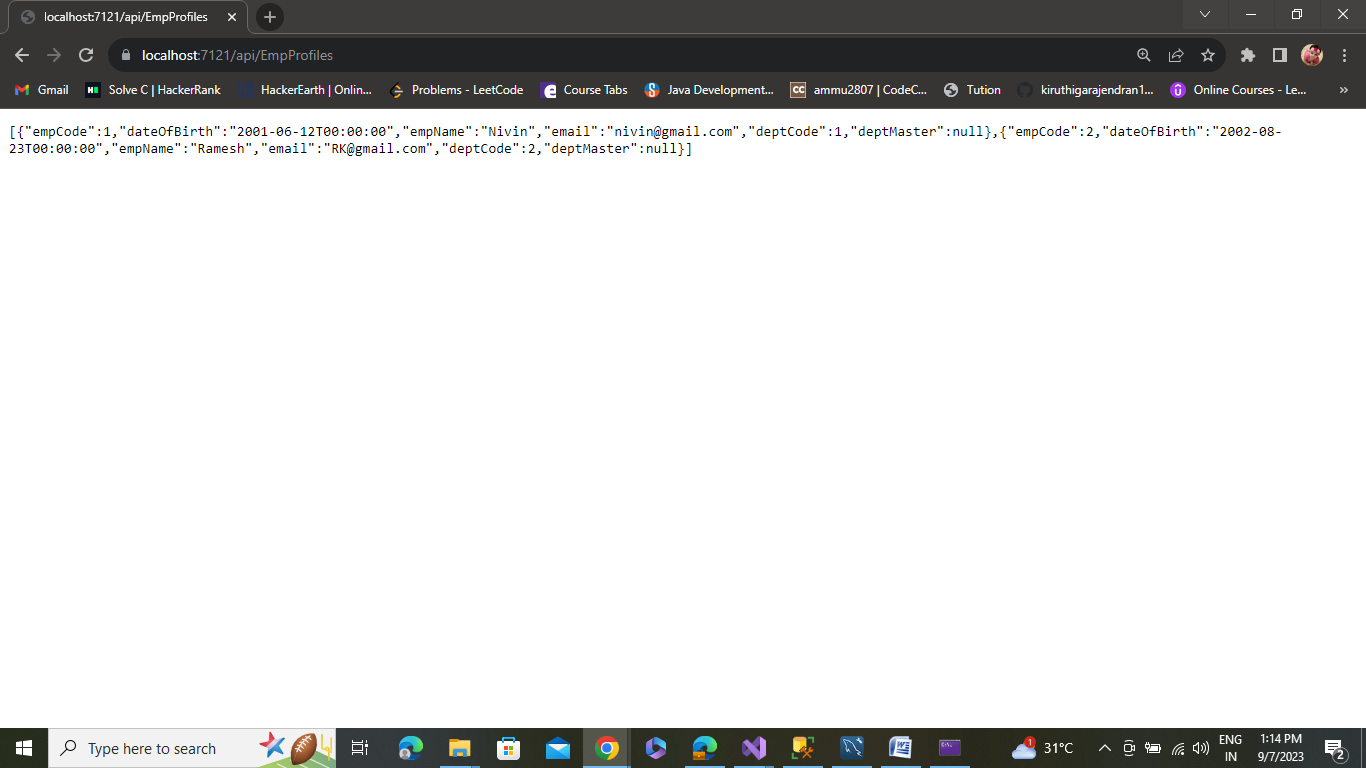 localhost:7121/api/EmpProfiles
localhost:7121/api/EmpProfiles
Gmail
Solve C | HackerRank
HackerEarth | Onlin...
Problems - LeetCode
Course Tabs
Java Development...
ammu2807 | CodeC...
Tution
kiruthigarajendran1...
Online Courses - Le...
[{"empCode":1,"dateOfBirth":"2001-06-12T00:00:00","empName":"Nivin","email":"nivin@gmail.com","deptCode":1,"deptMaster":null},{"empCode":2,"dateOfBirth":"2002-08-
23T00:00:00","empName":"Ramesh","email":"RK@gmail.com","deptCode":2,"deptMaster":null}]
Type here to search
31°C
ENG
IN
1:14 PM
9/7/2023